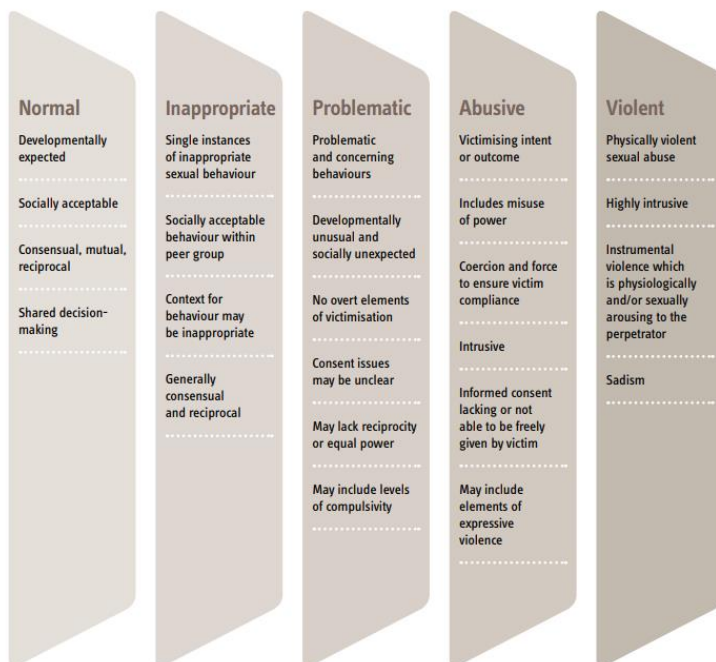 Normal
Developmentally
expected
Socially acceptable
Consensual, mutual,
reciprocal
Shared decision-
making
Inappropriate
Single instances
of inappropriate
sexual behaviour
Socially acceptable
behaviour within
peer group
Context for
behaviour may
be inappropriate
Generally
consensual
and reciprocal
Problematic
Problematic
and concerning
behaviours
Developmentally
unusual and
socially unexpected
No overt elements
of victimisation
Consent issues
may be unclear
May lack reciprocity
or equal power
May include levels
of compulsivity
Abusive
Victimising intent
or outcome
Includes misuse
of power
Coercion and force
to ensure victim
compliance
Intrusive
Informed consent
lacking or not
able to be freely
given by victim
May include
elements of
expressive
violence
Violent
Physically violent
sexual abuse
Highly intrusive
Instrumental
violence which
is physiologically
and/or sexually
arousing to the
perpetrator
Sadism